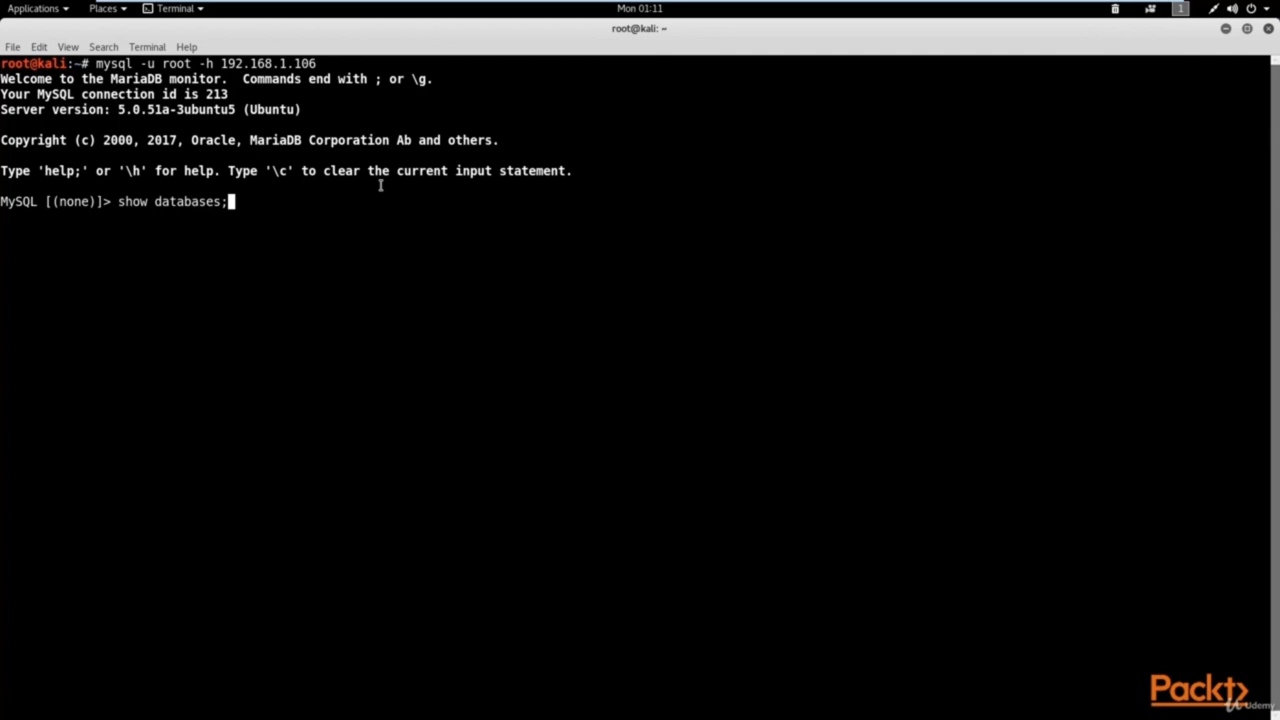 Applications Places Terminal Mon 01:11 1
root@kali: ~
File Edit View Search Terminal Help
root@kali:~# mysql -u root -h 192.168.1.106
Welcome to the MariaDB monitor.  Commands end with ; or \g.
Your MySQL connection id is 213
Server version: 5.0.51a-3ubuntu5 (Ubuntu)
Copyright (c) 2000, 2017, Oracle, MariaDB Corporation Ab and others.
Type 'help;' or '\h' for help. Type '\c' to clear the current input statement.
MySQL [(none)]> show databases;
Packt>
Udemy